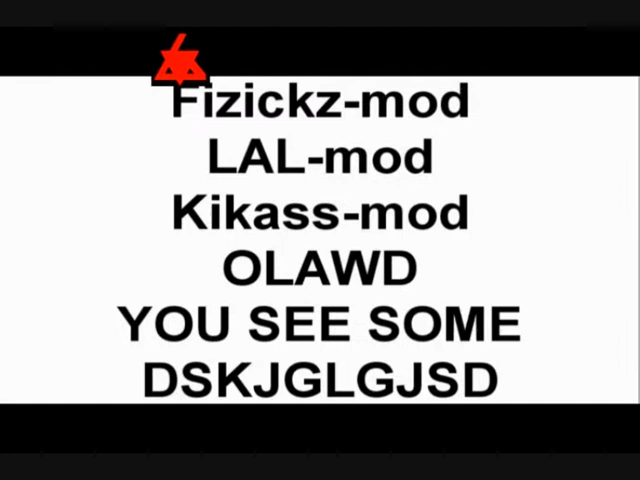 Fizickz-mod
LAL-mod
Kikass-mod
OLAWD
YOU SEE SOME
DSKJGLGJSD